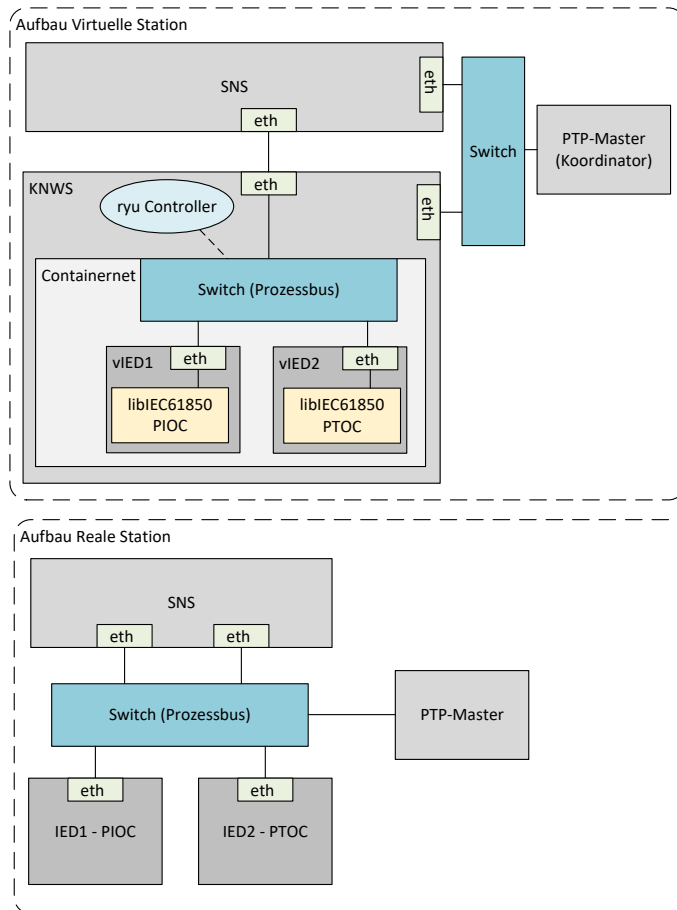 Aufbau Virtuelle Station
SNS
eth
eth
Switch
PTP-Master
(Koordinator)
KNWS
eth
eth
ryu Controller
Containernet
Switch (Prozessbus)
vIED1
eth
libIEC61850
PIOC
vIED2
eth
libIEC61850
PTOC
Aufbau Reale Station
SNS
eth
eth
Switch (Prozessbus)
PTP-Master
eth
IED1 - PIOC
eth
IED2 - PTOC